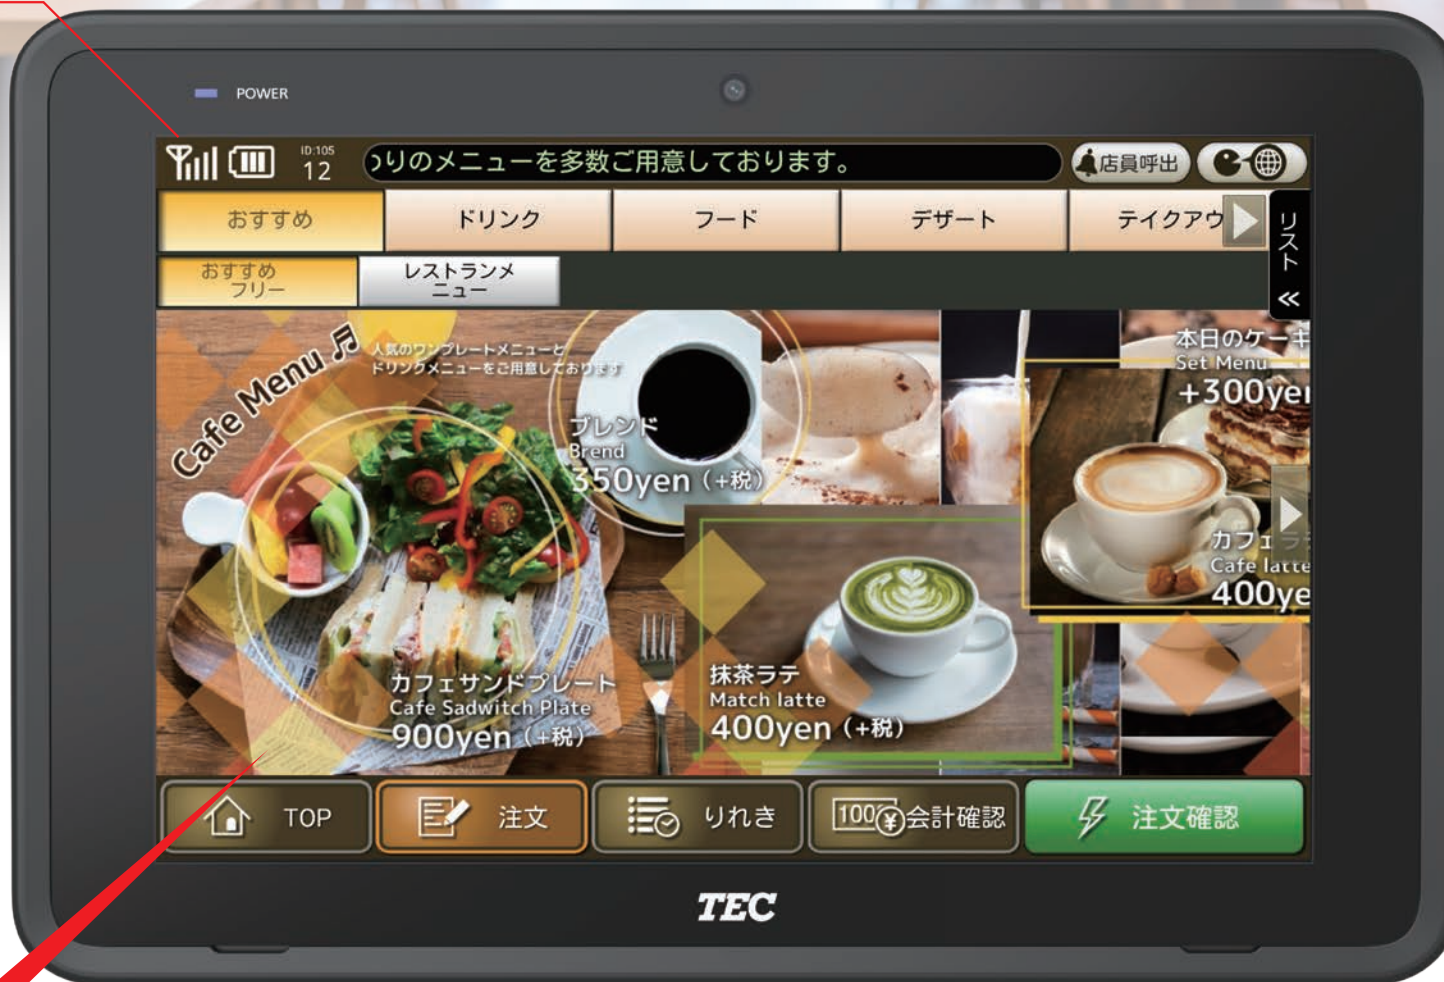 POWER
ID:105
12
つりのメニューを多数ご用意しております。
店員呼出
おすすめ
ドリンク
フード
デザート
テイクアウ
リスト
≪
おすすめ
フリー
レストランメ
ニュー
Cafe Menu ♬
人気のワンプレートメニューと
ドリンクメニューをご用意しております
ブレンド
Brend
350yen（+税）
本日のケーキ
Set Menu
+300yen
カフェラテ
Cafe latte
400ye
カフェサンドプレート
Cafe Sadwitch Plate
900yen（+税）
抹茶ラテ
Match latte
400yen（+税）
TOP
注文
りれき
100 ¥ 会計確認
注文確認
TEC